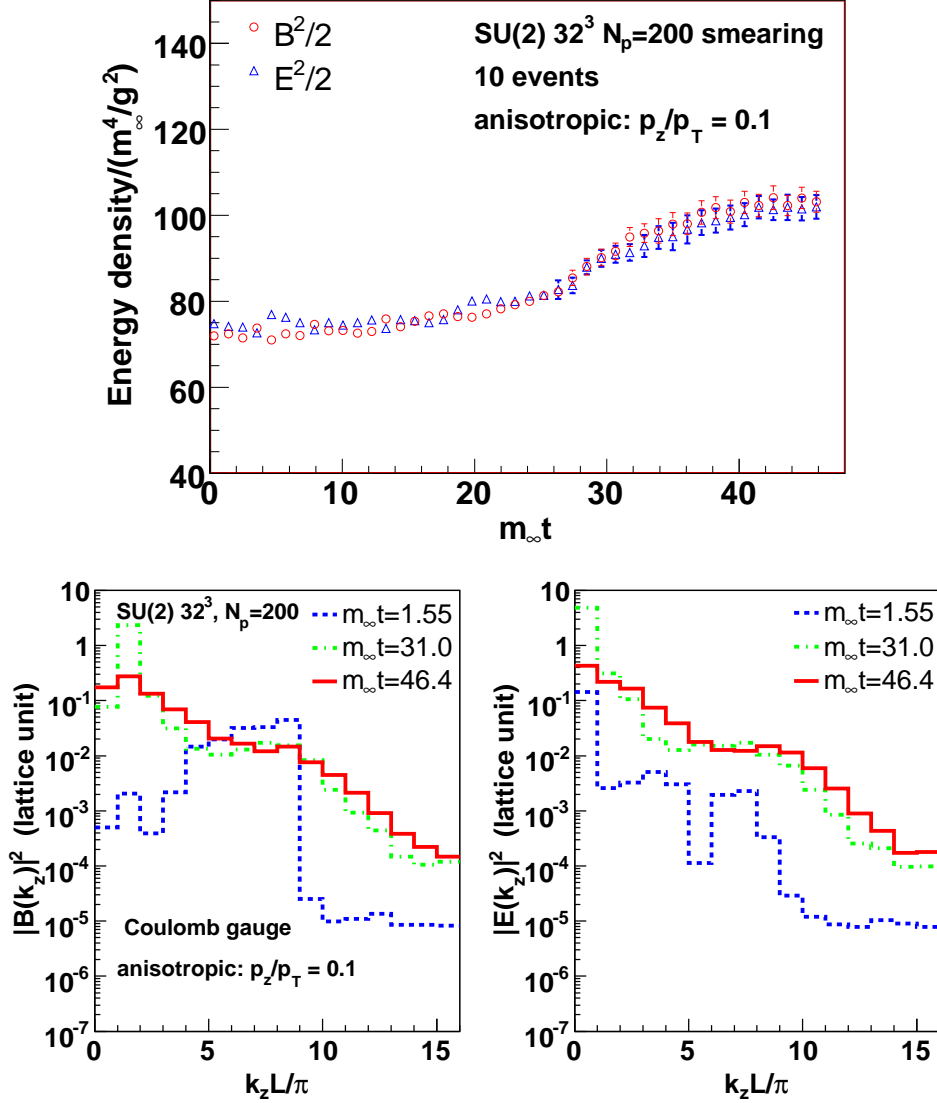 140
120
100
80
60
40
Energy density/(m⁴∞/g²)
B²/2
E²/2
SU(2) 32³ Nₚ=200 smearing
10 events
anisotropic: p_z/p_T = 0.1
0 10 20 30 40
m∞t
10
1
10⁻¹
10⁻²
10⁻³
10⁻⁴
10⁻⁵
10⁻⁶
10⁻⁷
|B(k_z)|² (lattice unit)
SU(2) 32³, Nₚ=200
m∞t=1.55
m∞t=31.0
m∞t=46.4
Coulomb gauge
anisotropic: p_z/p_T = 0.1
0 5 10 15
k_zL/π
10
1
10⁻¹
10⁻²
10⁻³
10⁻⁴
10⁻⁵
10⁻⁶
10⁻⁷
|E(k_z)|² (lattice unit)
m∞t=1.55
m∞t=31.0
m∞t=46.4
0 5 10 15
k_zL/π